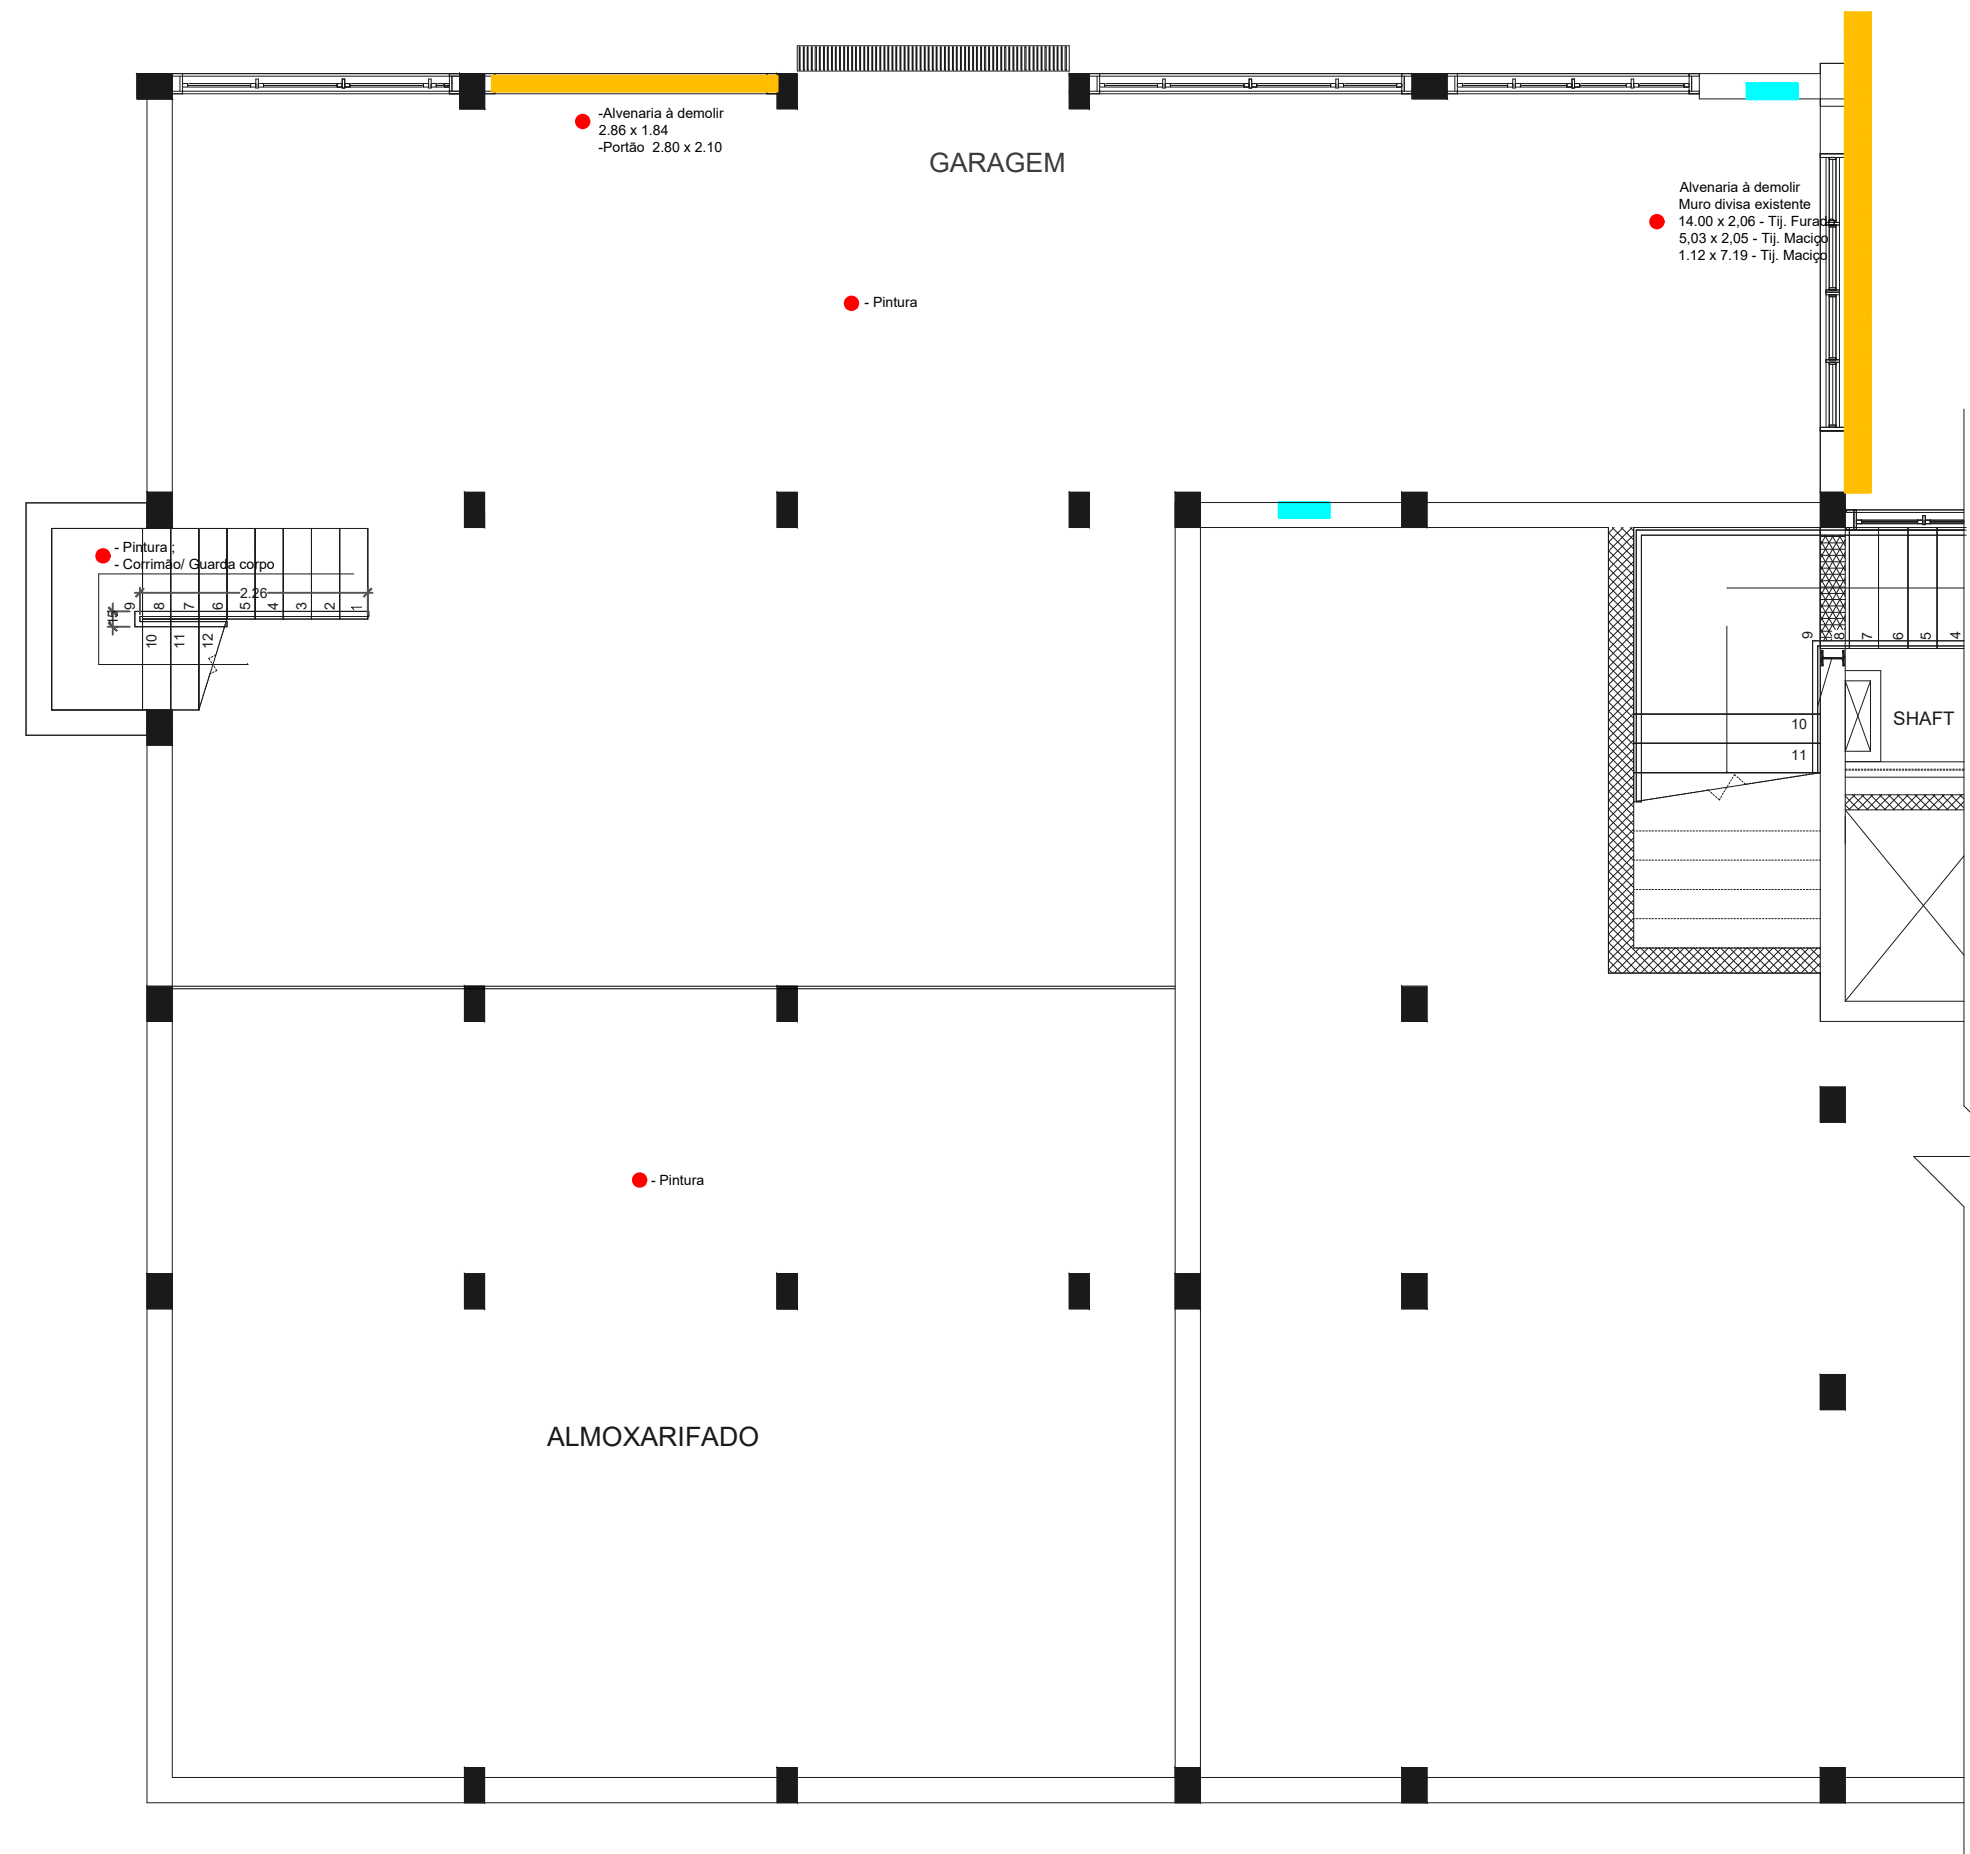 -Alvenaria à demolir
2.86 x 1.84
-Portão 2.80 x 2.10
GARAGEM
Alvenaria à demolir
Muro divisa existente
14.00 x 2,06 - Tij. Furado
5,03 x 2,05 - Tij. Maciço
1.12 x 7.19 - Tij. Maciço
- Pintura
- Pintura ;
- Corrimão/ Guarda corpo
2.26
.15
9 8 7 6 5 4 3 2 1
10 11 12
9 8 7 6 5 4
10
11
SHAFT
- Pintura
ALMOXARIFADO